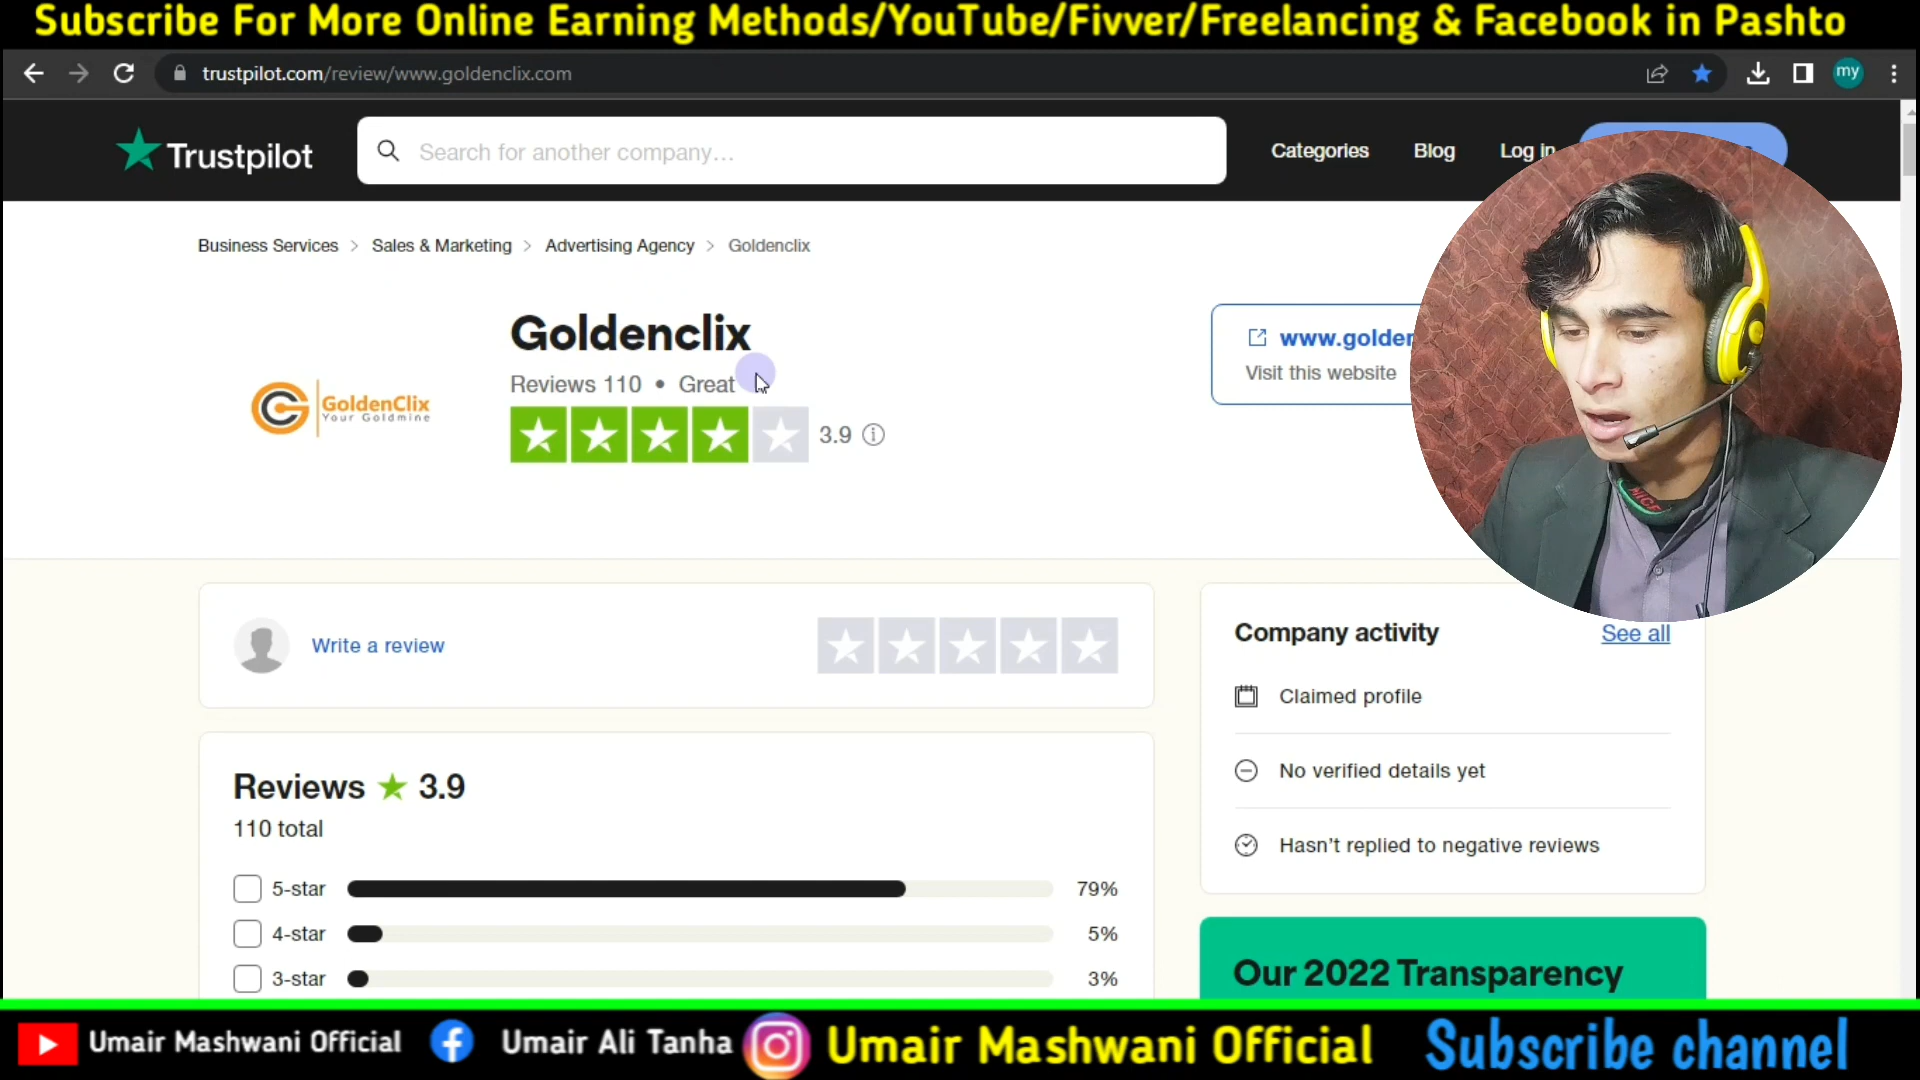 Subscribe For More Online Earning Methods/YouTube/Fivver/Freelancing & Facebook in Pashto
trustpilot.com/review/www.goldenclix.com
my
Trustpilot
Search for another company...
Categories
Blog
Log in
Business Services > Sales & Marketing > Advertising Agency > Goldenclix
Goldenclix
Reviews 110 • Great
3.9
GoldenClix
Your Goldmine
www.golden
Visit this website
NICE
Write a review
Company activity
See all
Claimed profile
No verified details yet
Hasn't replied to negative reviews
Reviews ★ 3.9
110 total
5-star 79%
4-star 5%
3-star 3%
Our 2022 Transparency
Umair Mashwani Official
Umair Ali Tanha
Umair Mashwani Official
Subscribe channel